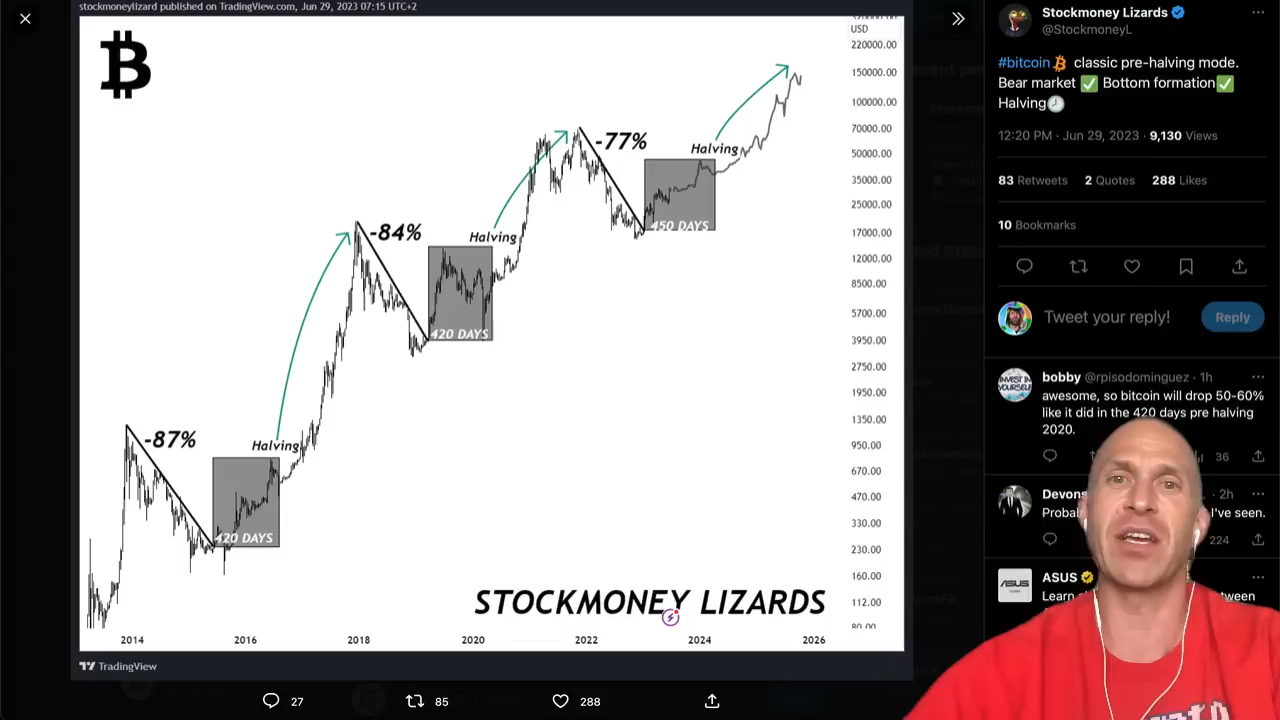 stockmoneylizard published on TradingView.com, Jun 29, 2023 07:15 UTC+2
USD
220000.00
150000.00
100000.00
70000.00
50000.00
35000.00
25000.00
17000.00
12000.00
8500.00
5700.00
3950.00
2750.00
1950.00
1350.00
950.00
670.00
470.00
330.00
230.00
160.00
112.00
80.00
-87%
Halving
420 DAYS
-84%
Halving
420 DAYS
-77%
Halving
450 DAYS
STOCKMONEY LIZARDS
2014 2016 2018 2020 2022 2024 2026
TradingView
27 85 288
Stockmoney Lizards
@StockmoneyL
#bitcoin classic pre-halving mode.
Bear market ✅ Bottom formation✅
Halving🕗
12:20 PM · Jun 29, 2023 · 9,130 Views
83 Retweets 2 Quotes 288 Likes
10 Bookmarks
Tweet your reply!
Reply
INVEST IN YOURSELF
bobby @rpisodominguez · 1h
awesome, so bitcoin will drop 50-60%
like it did in the 420 days pre halving
2020.
36
Devons · 2h
I've seen.
224
ASUS
ASUS
Learn